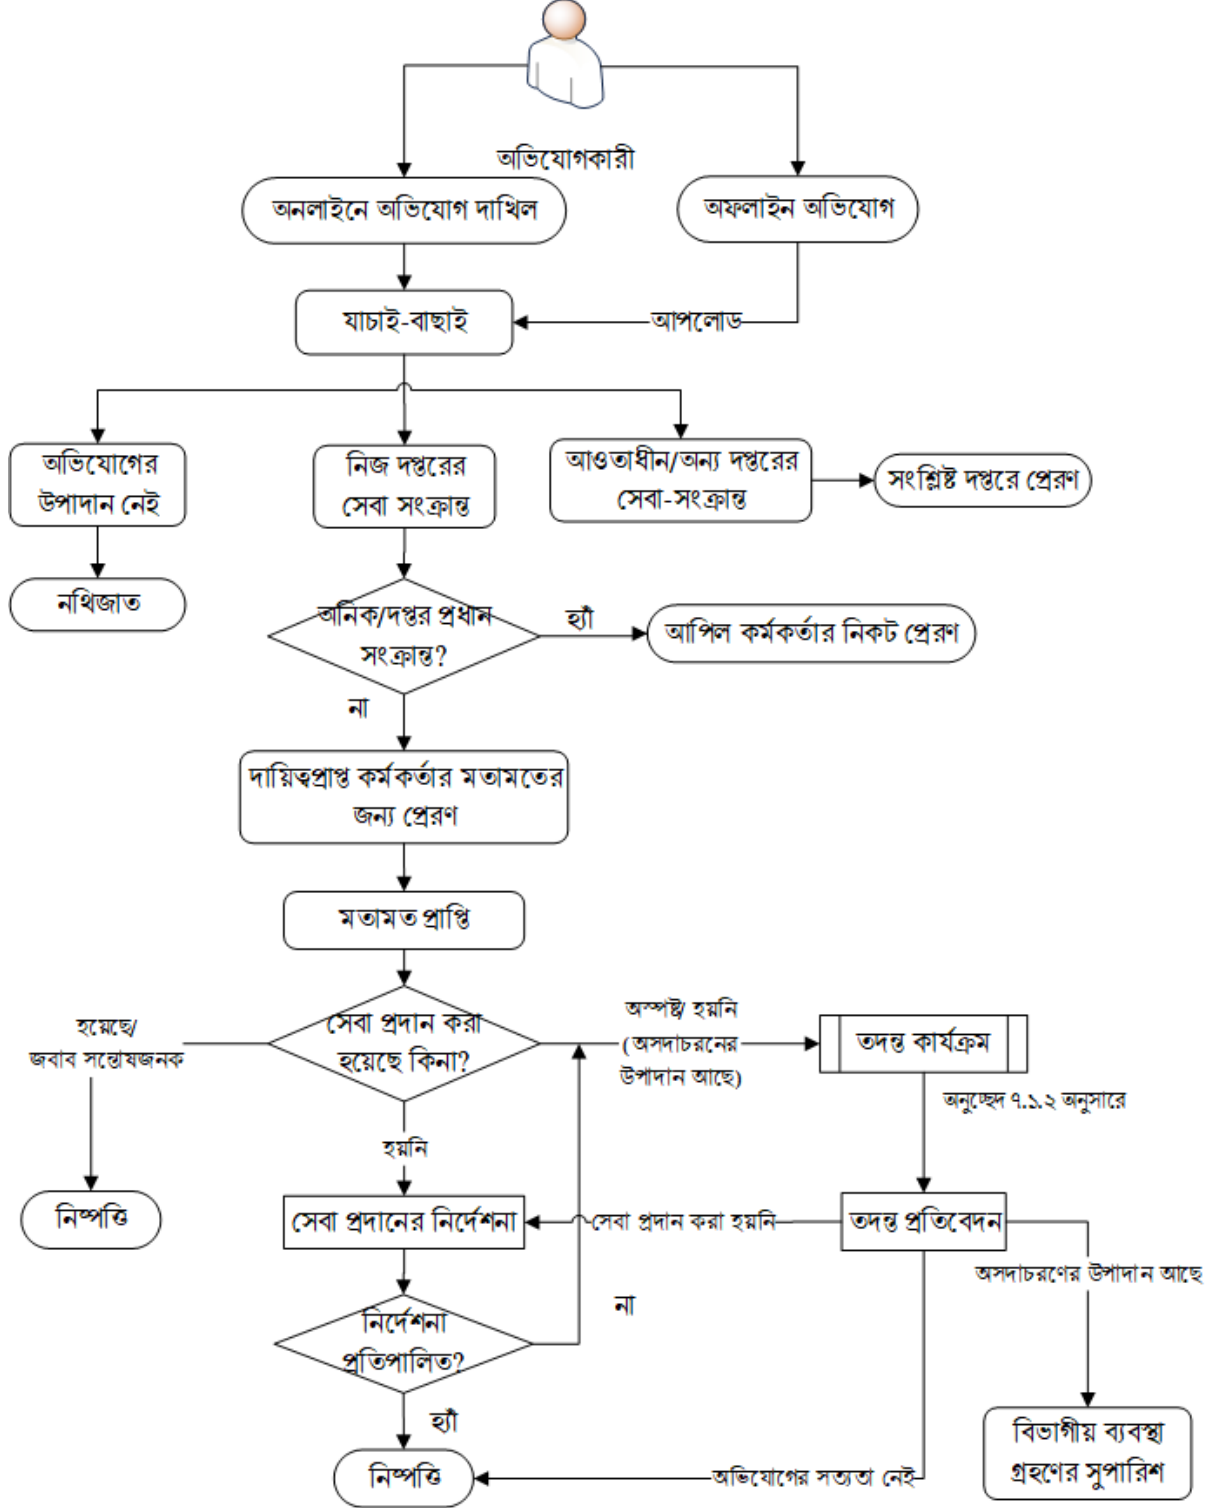 অভিযোগকারী
অনলাইনে অভিযোগ দাখিল
অফলাইন অভিযোগ
যাচাই-বাছাই
আপলোড
অভিযোগের
উপাদান নেই
নিজ দপ্তরের
সেবা সংক্রান্ত
আওতাধীন/অন্য দপ্তরের
সেবা-সংক্রান্ত
সংশ্লিষ্ট দপ্তরে প্রেরণ
নথিজাত
অনিক/দপ্তর প্রধান
সংক্রান্ত?
হ্যাঁ
আপিল কর্মকর্তার নিকট প্রেরণ
না
দায়িত্বপ্রাপ্ত কর্মকর্তার মতামতের
জন্য প্রেরণ
মতামত প্রাপ্তি
সেবা প্রদান করা
হয়েছে কিনা?
হয়েছে/
জবাব সন্তোষজনক
অস্পষ্ট/ হয়নি
(অসদাচরনের
উপাদান আছে)
তদন্ত কার্যক্রম
অনুচ্ছেদ ৭.১.২ অনুসারে
হয়নি
নিষ্পত্তি
সেবা প্রদানের নির্দেশনা
সেবা প্রদান করা হয়নি
তদন্ত প্রতিবেদন
অসদাচরণের উপাদান আছে
না
নির্দেশনা
প্রতিপালিত?
হ্যাঁ
নিষ্পত্তি
অভিযোগের সত্যতা নেই
বিভাগীয় ব্যবস্থা
গ্রহণের সুপারিশ